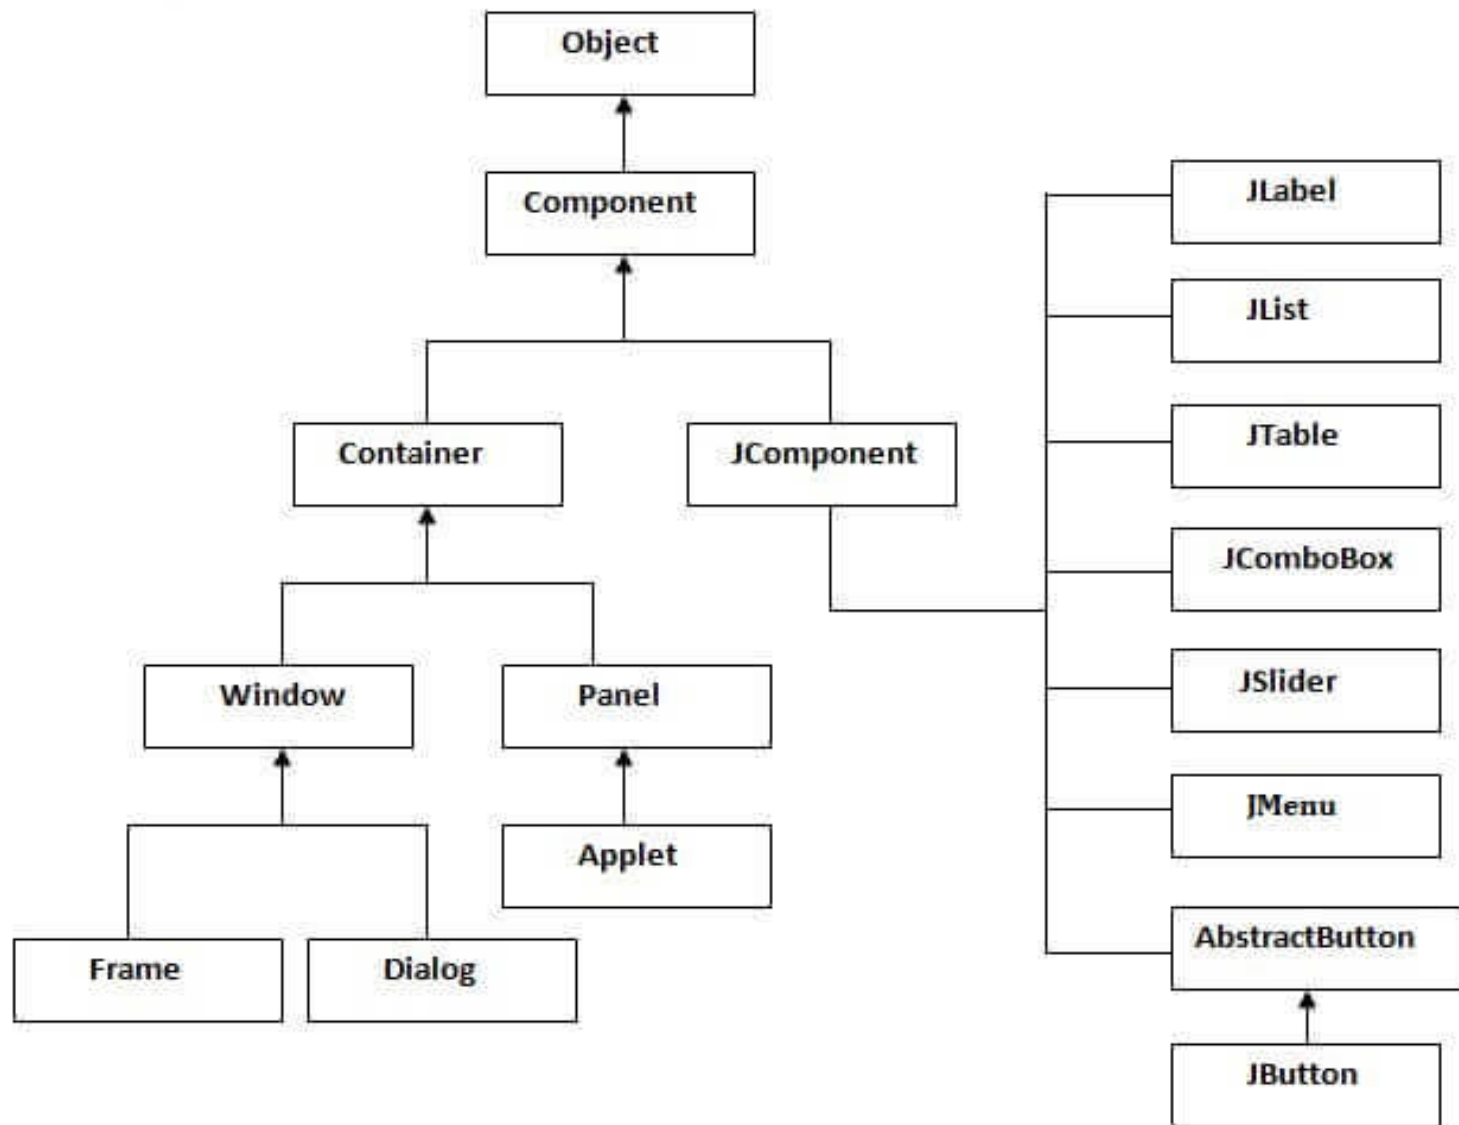 Object
Component
Container
JComponent
Window
Panel
Applet
Frame
Dialog
JLabel
JList
JTable
JComboBox
JSlider
JMenu
AbstractButton
JButton